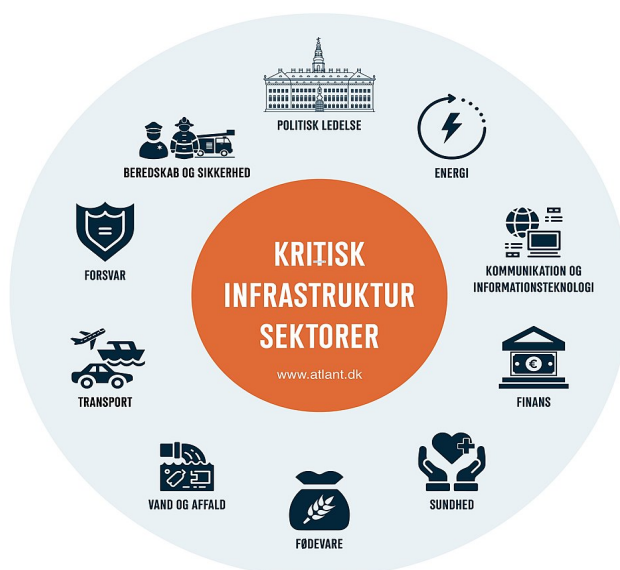 KRITISK
INFRASTRUKTUR
SEKTORER
www.atlant.dk
POLITISK LEDELSE
ENERGI
KOMMUNIKATION OG
INFORMATIONSTEKNOLOGI
FINANS
€
SUNDHED
FØDEVARE
VAND OG AFFALD
TRANSPORT
FORSVAR
BEREDSKAB OG SIKKERHED